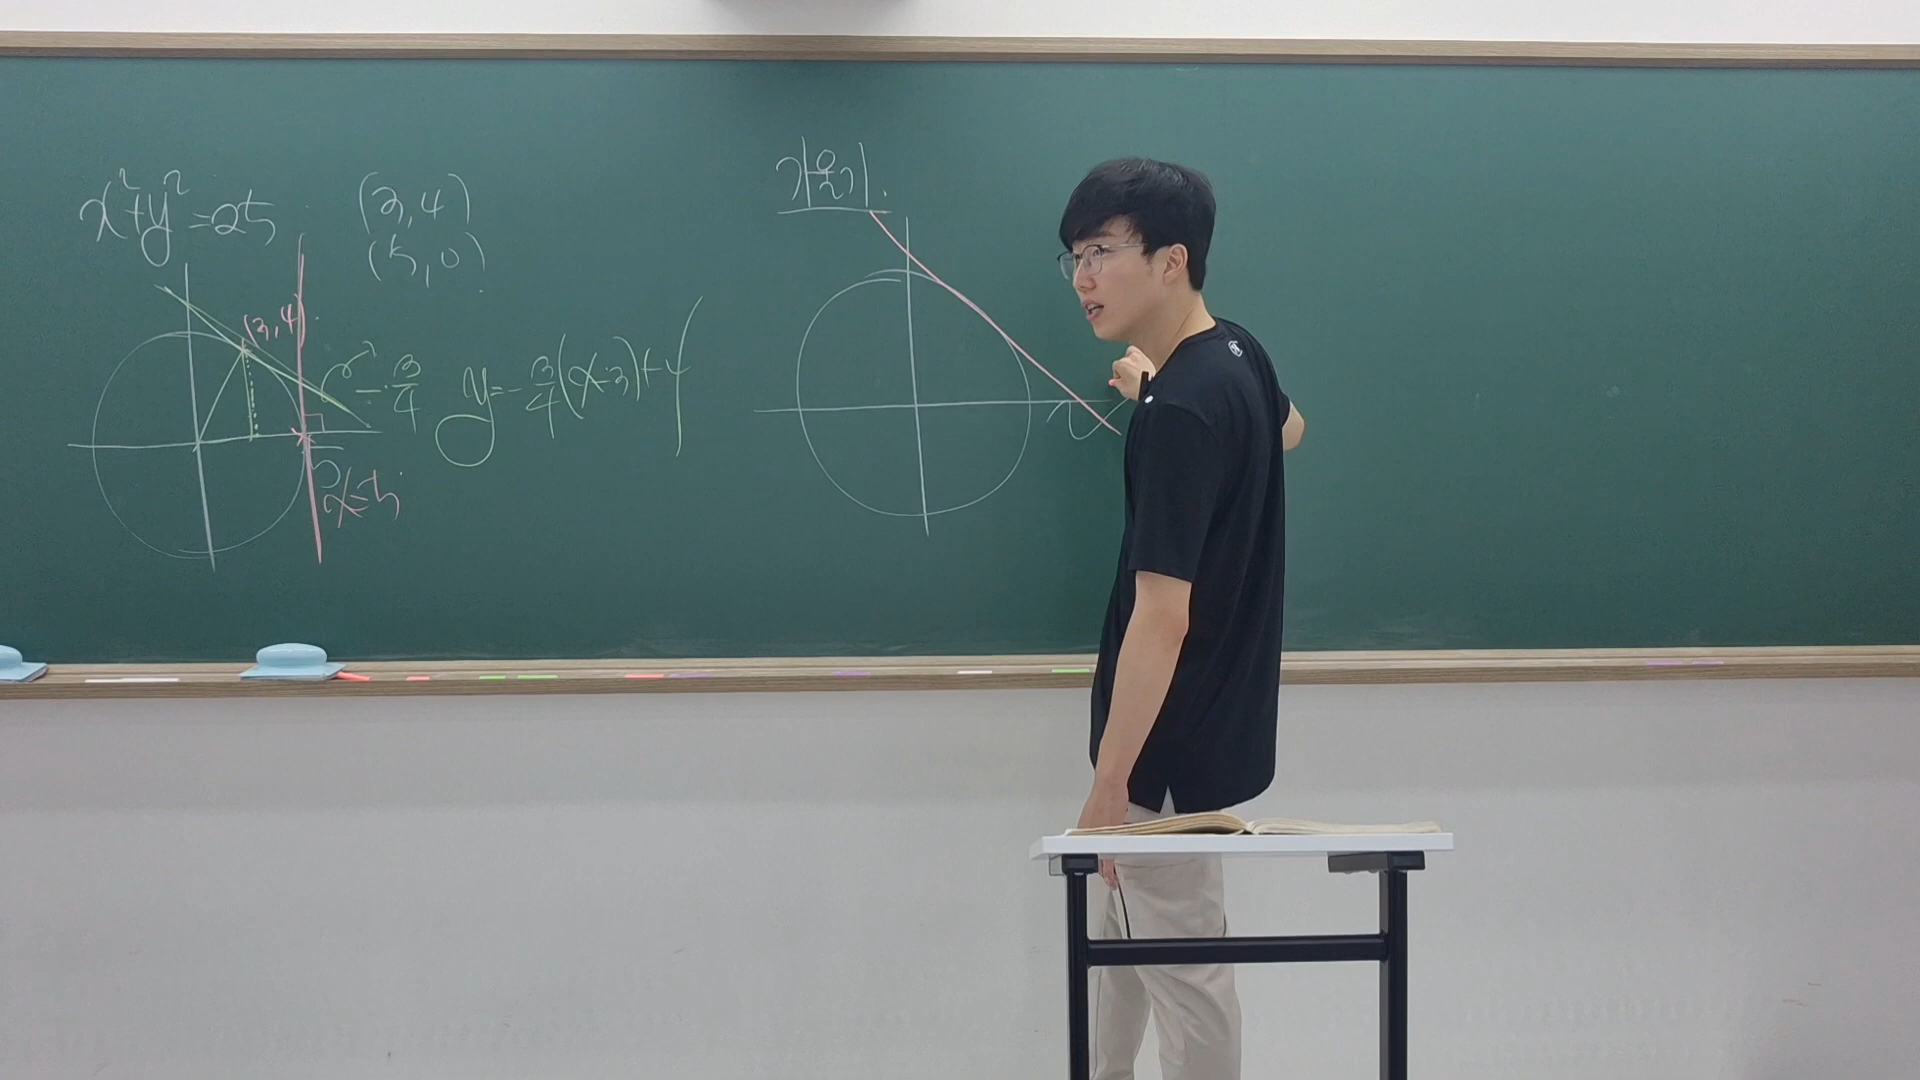 x²+y²=25
(3,4)
(5,0)
(3,4)
-3/4
y=-3/4(x-3)+4
5
x=5
기울기